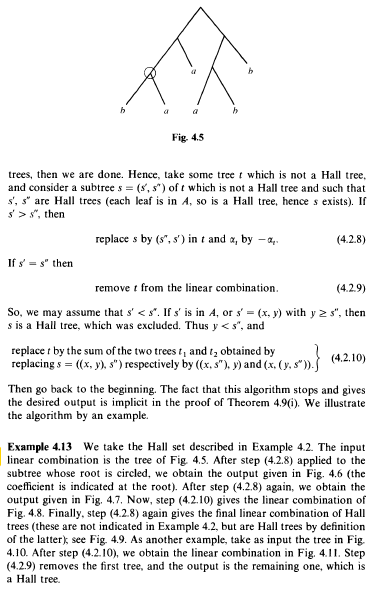 a
b
b
a
a
b
Fig. 4.5
trees, then we are done. Hence, take some tree t which is not a Hall tree,
and consider a subtree s = (s′, s″) of t which is not a Hall tree and such that
s′, s″ are Hall trees (each leaf is in A, so is a Hall tree, hence s exists). If
s′ > s″, then
replace s by (s″, s′) in t and αₜ by −αₜ. (4.2.8)
If s′ = s″ then
remove t from the linear combination. (4.2.9)
So, we may assume that s′ < s″. If s′ is in A, or s′ = (x, y) with y ≥ s″, then
s is a Hall tree, which was excluded. Thus y < s″, and
replace t by the sum of the two trees t₁ and t₂ obtained by
replacing s = ((x, y), s″) respectively by ((x, s″), y) and (x, (y, s″)). } (4.2.10)
Then go back to the beginning. The fact that this algorithm stops and gives
the desired output is implicit in the proof of Theorem 4.9(i). We illustrate
the algorithm by an example.
Example 4.13 We take the Hall set described in Example 4.2. The input
linear combination is the tree of Fig. 4.5. After step (4.2.8) applied to the
subtree whose root is circled, we obtain the output given in Fig. 4.6 (the
coefficient is indicated at the root). After step (4.2.8) again, we obtain the
output given in Fig. 4.7. Now, step (4.2.10) gives the linear combination of
Fig. 4.8. Finally, step (4.2.8) again gives the final linear combination of Hall
trees (these are not indicated in Example 4.2, but are Hall trees by definition
of the latter); see Fig. 4.9. As another example, take as input the tree in Fig.
4.10. After step (4.2.10), we obtain the linear combination in Fig. 4.11. Step
(4.2.9) removes the first tree, and the output is the remaining one, which is
a Hall tree.